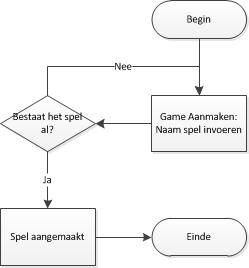 Begin
Nee
Bestaat het spel
al?
Game Aanmaken:
Naam spel invoeren
Ja
Spel aangemaakt
Einde